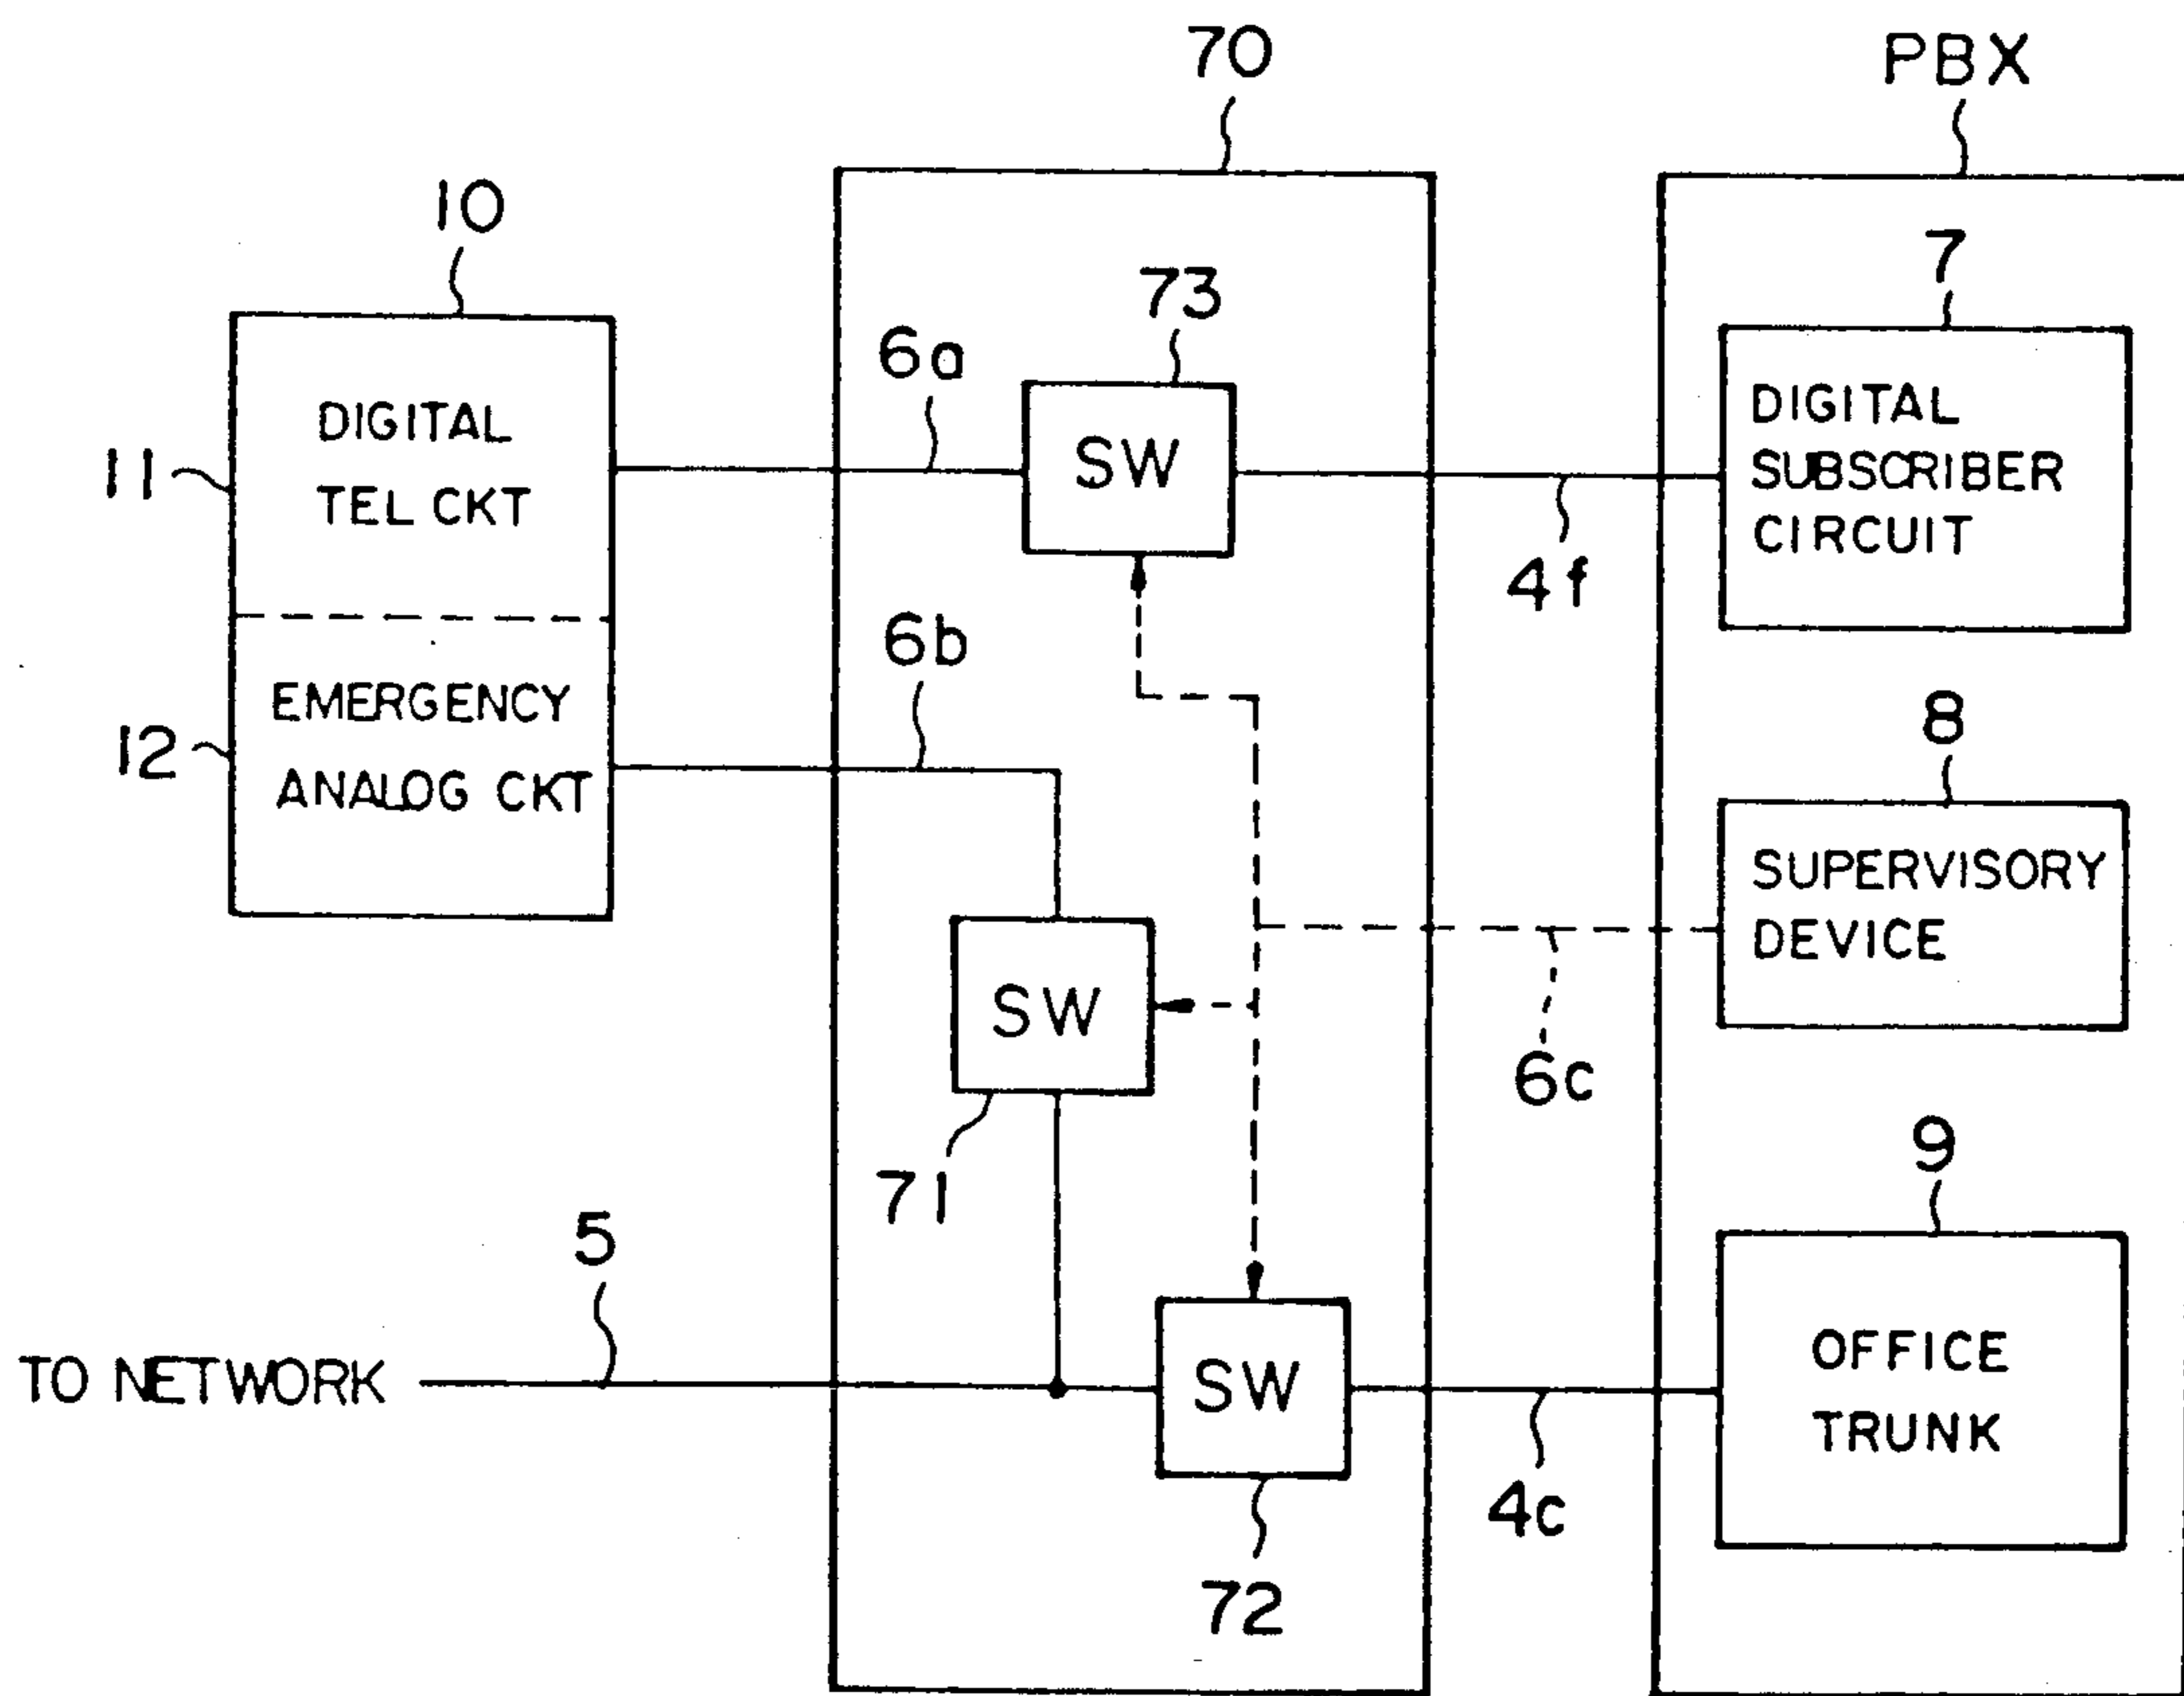 70
PBX
10
7
73
6a
DIGITAL
TEL CKT
11
SW
DIGITAL
SUBSCRIBER
CIRCUIT
4f
6b
8
EMERGENCY
ANALOG CKT
12
SUPERVISORY
DEVICE
SW
6c
9
71
5
TO NETWORK
SW
OFFICE
TRUNK
4c
72